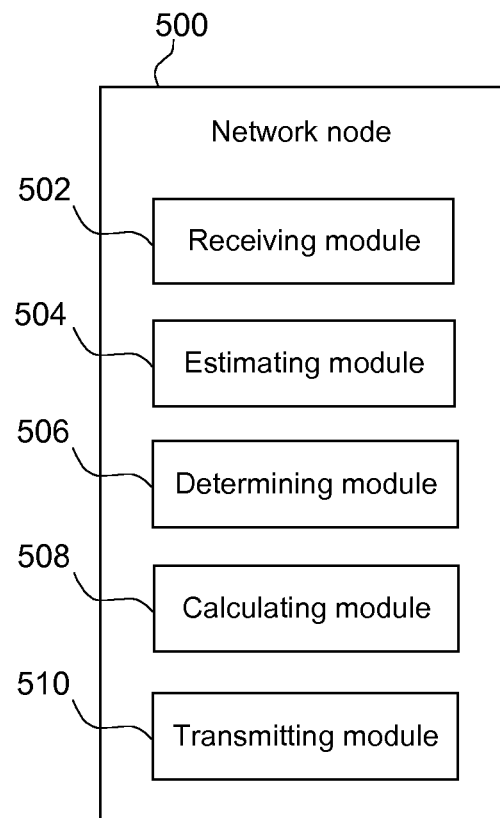 500
Network node
502
Receiving module
504
Estimating module
506
Determining module
508
Calculating module
510
Transmitting module